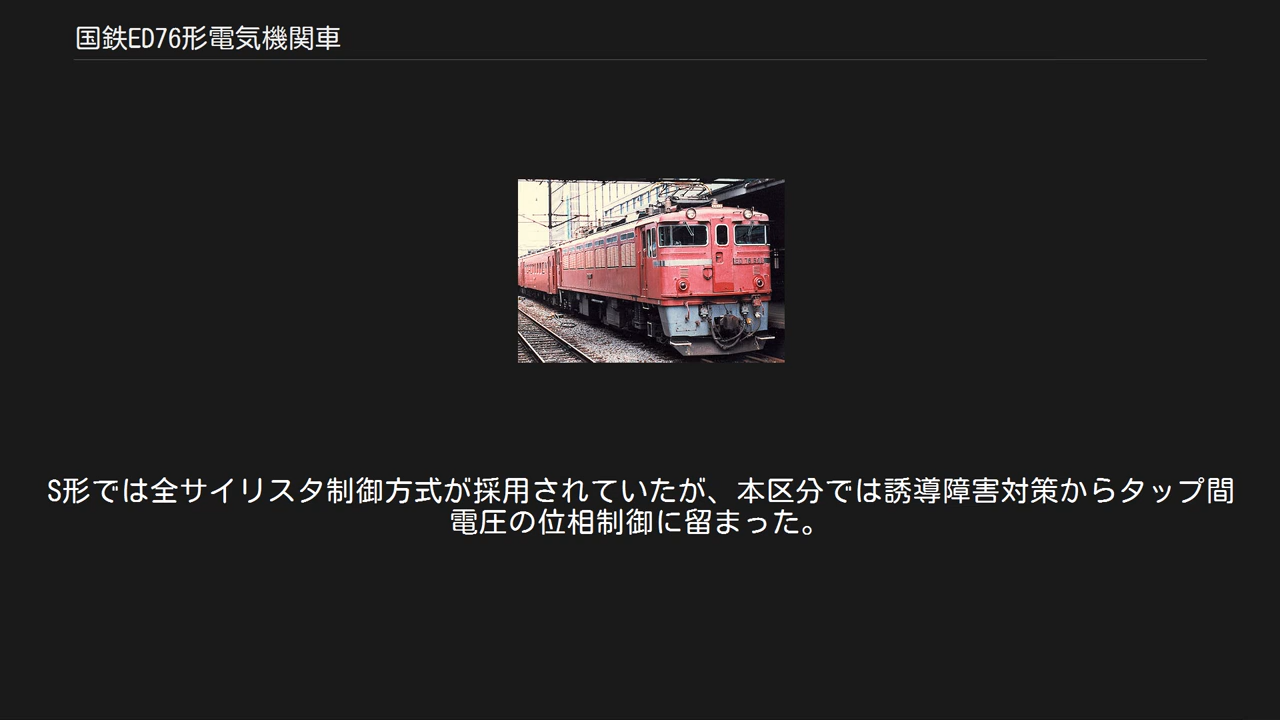 国鉄ED76形電気機関車
S形では全サイリスタ制御方式が採用されていたが、本区分では誘導障害対策からタップ間
電圧の位相制御に留まった。